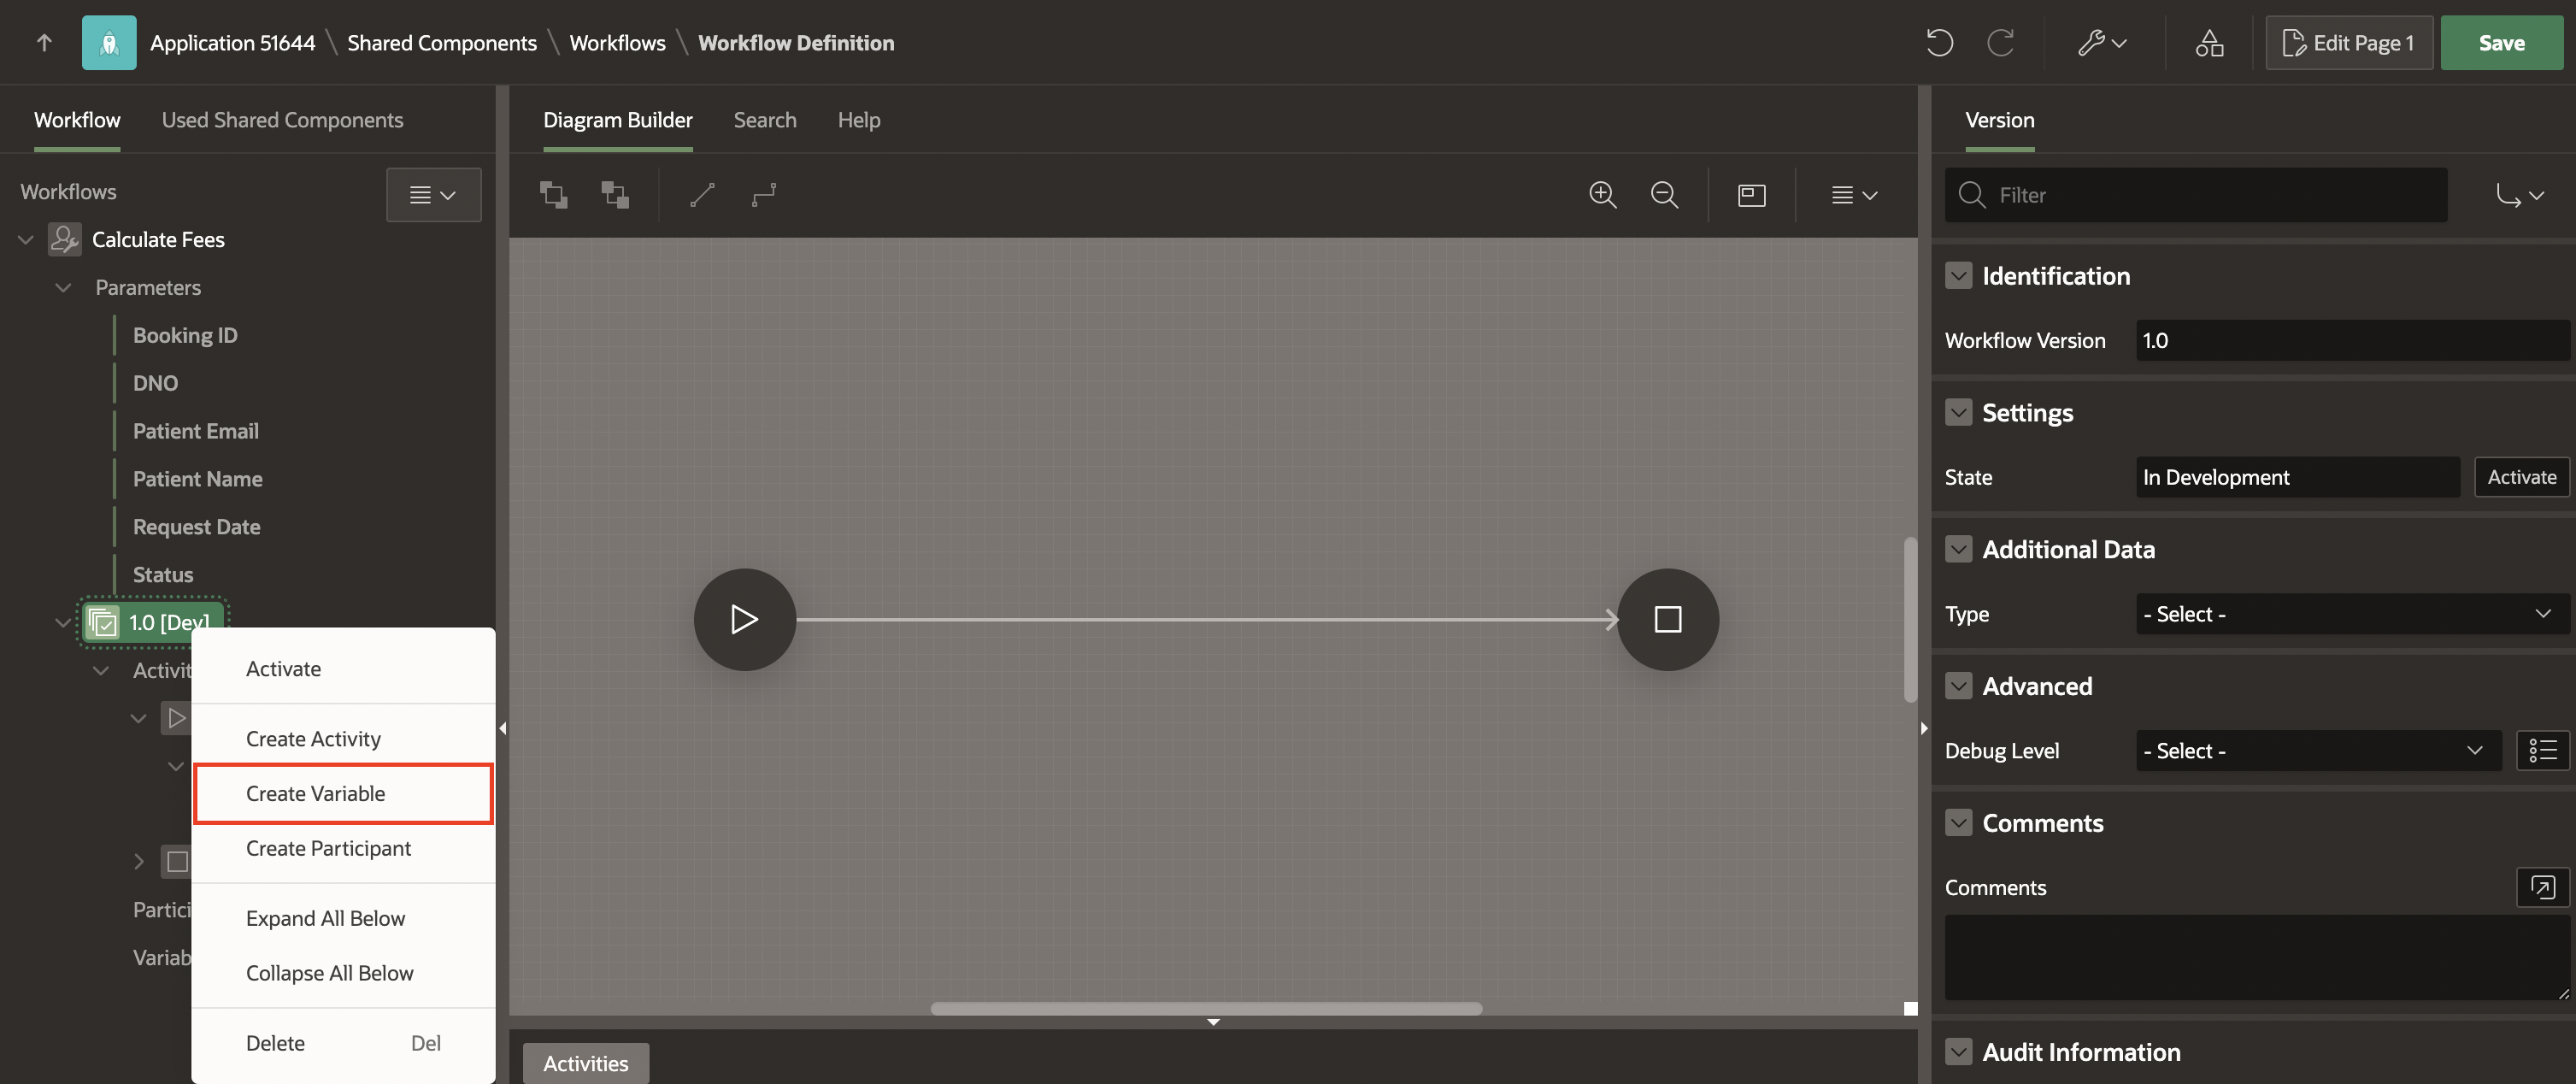 Application 51644 \ Shared Components \ Workflows \ Workflow Definition
Edit Page 1
Save
Workflow
Used Shared Components
Workflows
Calculate Fees
Parameters
Booking ID
DNO
Patient Email
Patient Name
Request Date
Status
1.0 [Dev]
Activit
Partici
Variab
Activate
Create Activity
Create Variable
Create Participant
Expand All Below
Collapse All Below
Delete Del
Diagram Builder
Search
Help
Activities
Version
Filter
Identification
Workflow Version 1.0
Settings
State In Development Activate
Additional Data
Type - Select -
Advanced
Debug Level - Select -
Comments
Comments
Audit Information